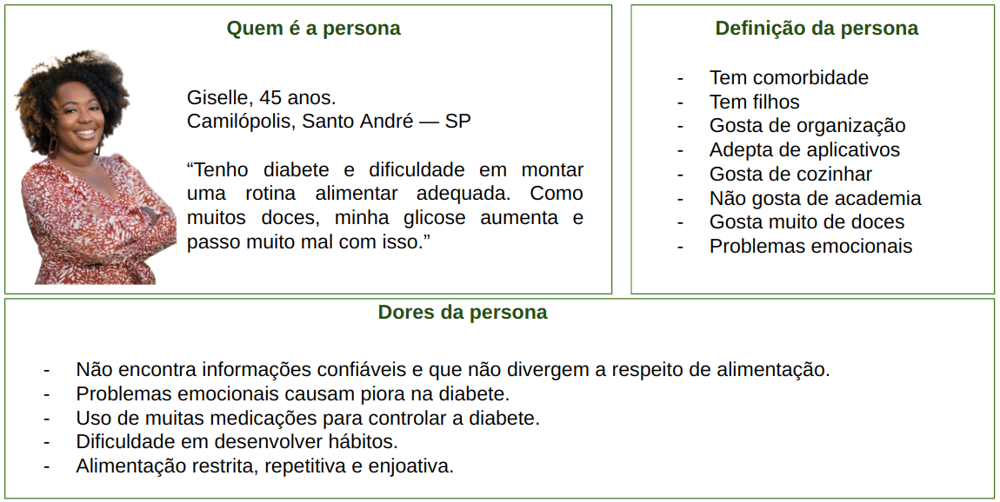 Quem é a persona
Giselle, 45 anos.
Camilópolis, Santo André — SP
“Tenho diabete e dificuldade em montar
uma rotina alimentar adequada. Como
muitos doces, minha glicose aumenta e
passo muito mal com isso.”
Definição da persona
- Tem comorbidade
- Tem filhos
- Gosta de organização
- Adepta de aplicativos
- Gosta de cozinhar
- Não gosta de academia
- Gosta muito de doces
- Problemas emocionais
Dores da persona
- Não encontra informações confiáveis e que não divergem a respeito de alimentação.
- Problemas emocionais causam piora na diabete.
- Uso de muitas medicações para controlar a diabete.
- Dificuldade em desenvolver hábitos.
- Alimentação restrita, repetitiva e enjoativa.